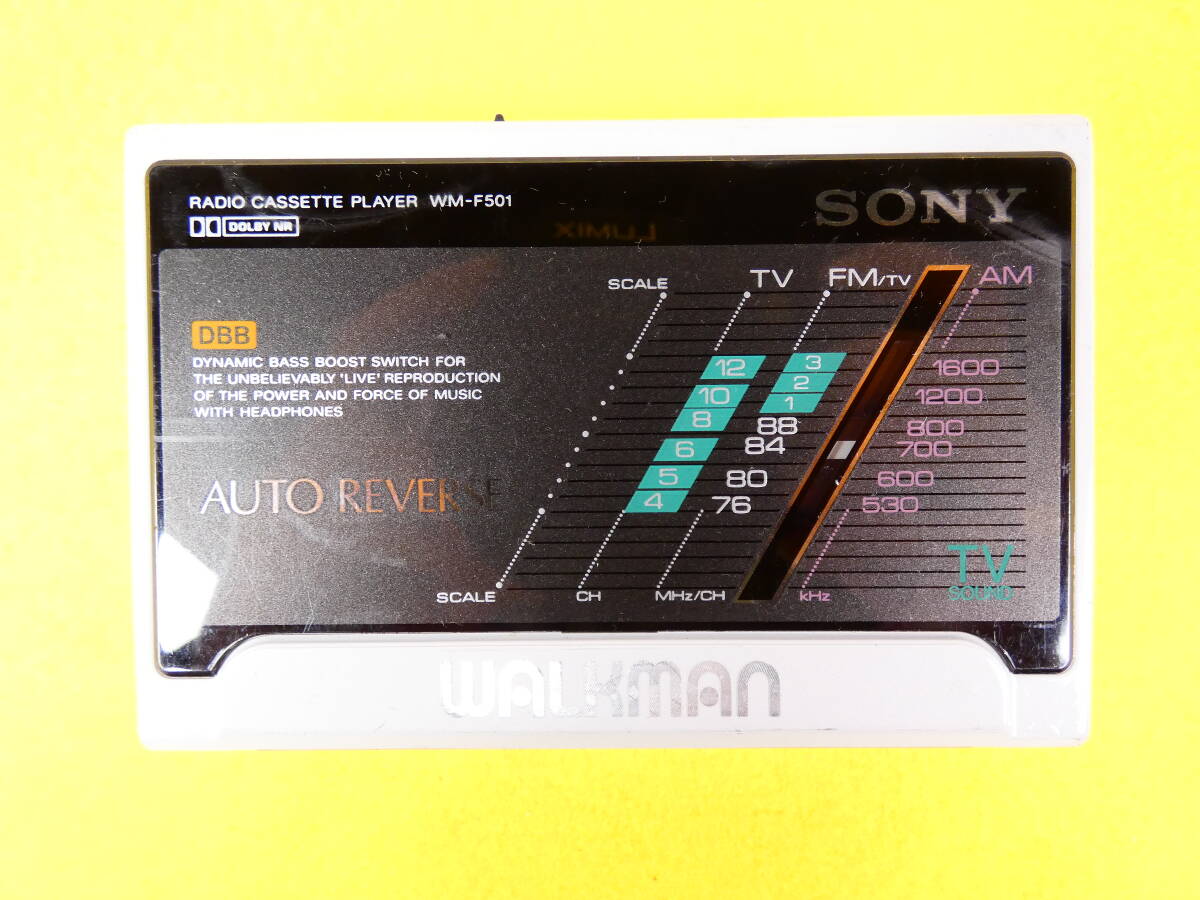 RADIO CASSETTE PLAYER WM-F501
SONY
DOLBY NR
LUMIX
SCALE TV FM/TV AM
DBB
DYNAMIC BASS BOOST SWITCH FOR
THE UNBELIEVABLY 'LIVE' REPRODUCTION
OF THE POWER AND FORCE OF MUSIC
WITH HEADPHONES
12 3 1600
10 2 1200
8 1
88 800
6 84 700
5 80 600
4 76 530
AUTO REVERSE
TV
SOUND
SCALE CH MHz/CH kHz
WALKMAN